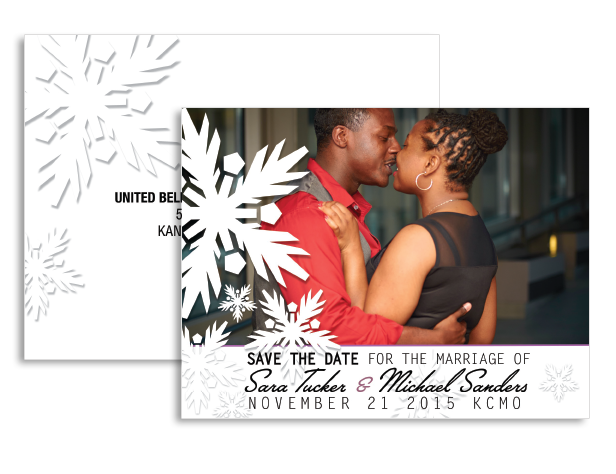 UNITED BEL
5
KAN
SAVE THE DATE FOR THE MARRIAGE OF
Sara Tucker & Michael Sanders
NOVEMBER 21 2015 KCMO